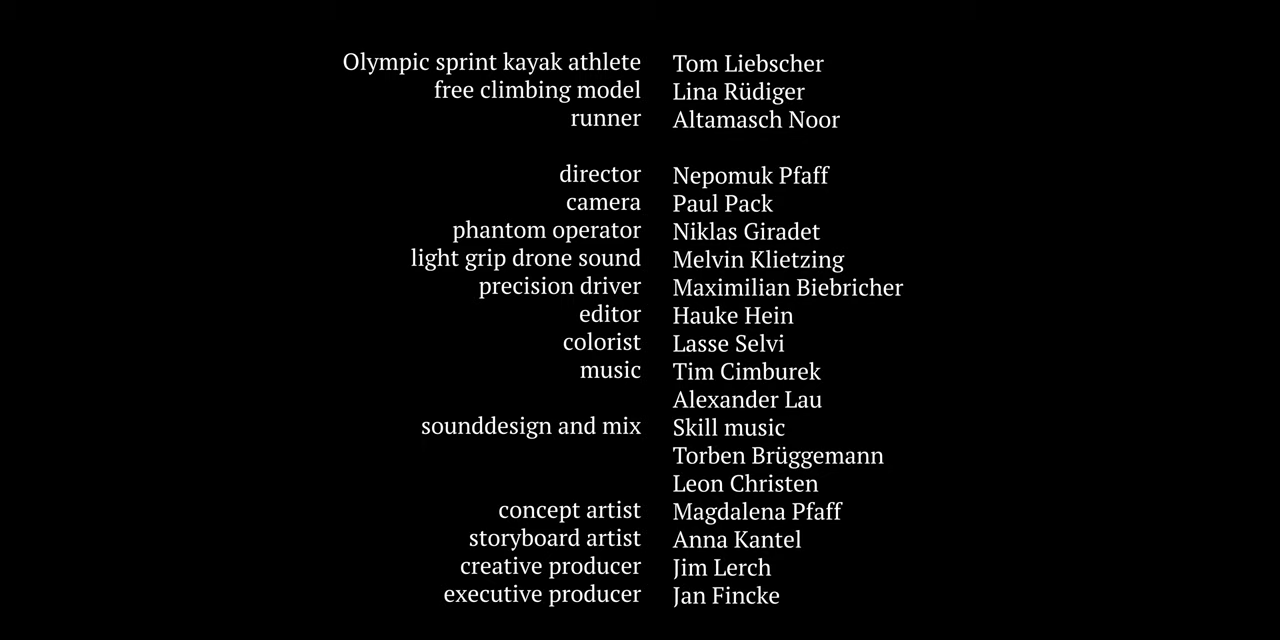 Olympic sprint kayak athlete Tom Liebscher
free climbing model Lina Rüdiger
runner Altamasch Noor
director Nepomuk Pfaff
camera Paul Pack
phantom operator Niklas Giradet
light grip drone sound Melvin Klietzing
precision driver Maximilian Biebricher
editor Hauke Hein
colorist Lasse Selvi
music Tim Cimburek
Alexander Lau
sounddesign and mix Skill music
Torben Brüggemann
Leon Christen
concept artist Magdalena Pfaff
storyboard artist Anna Kantel
creative producer Jim Lerch
executive producer Jan Fincke